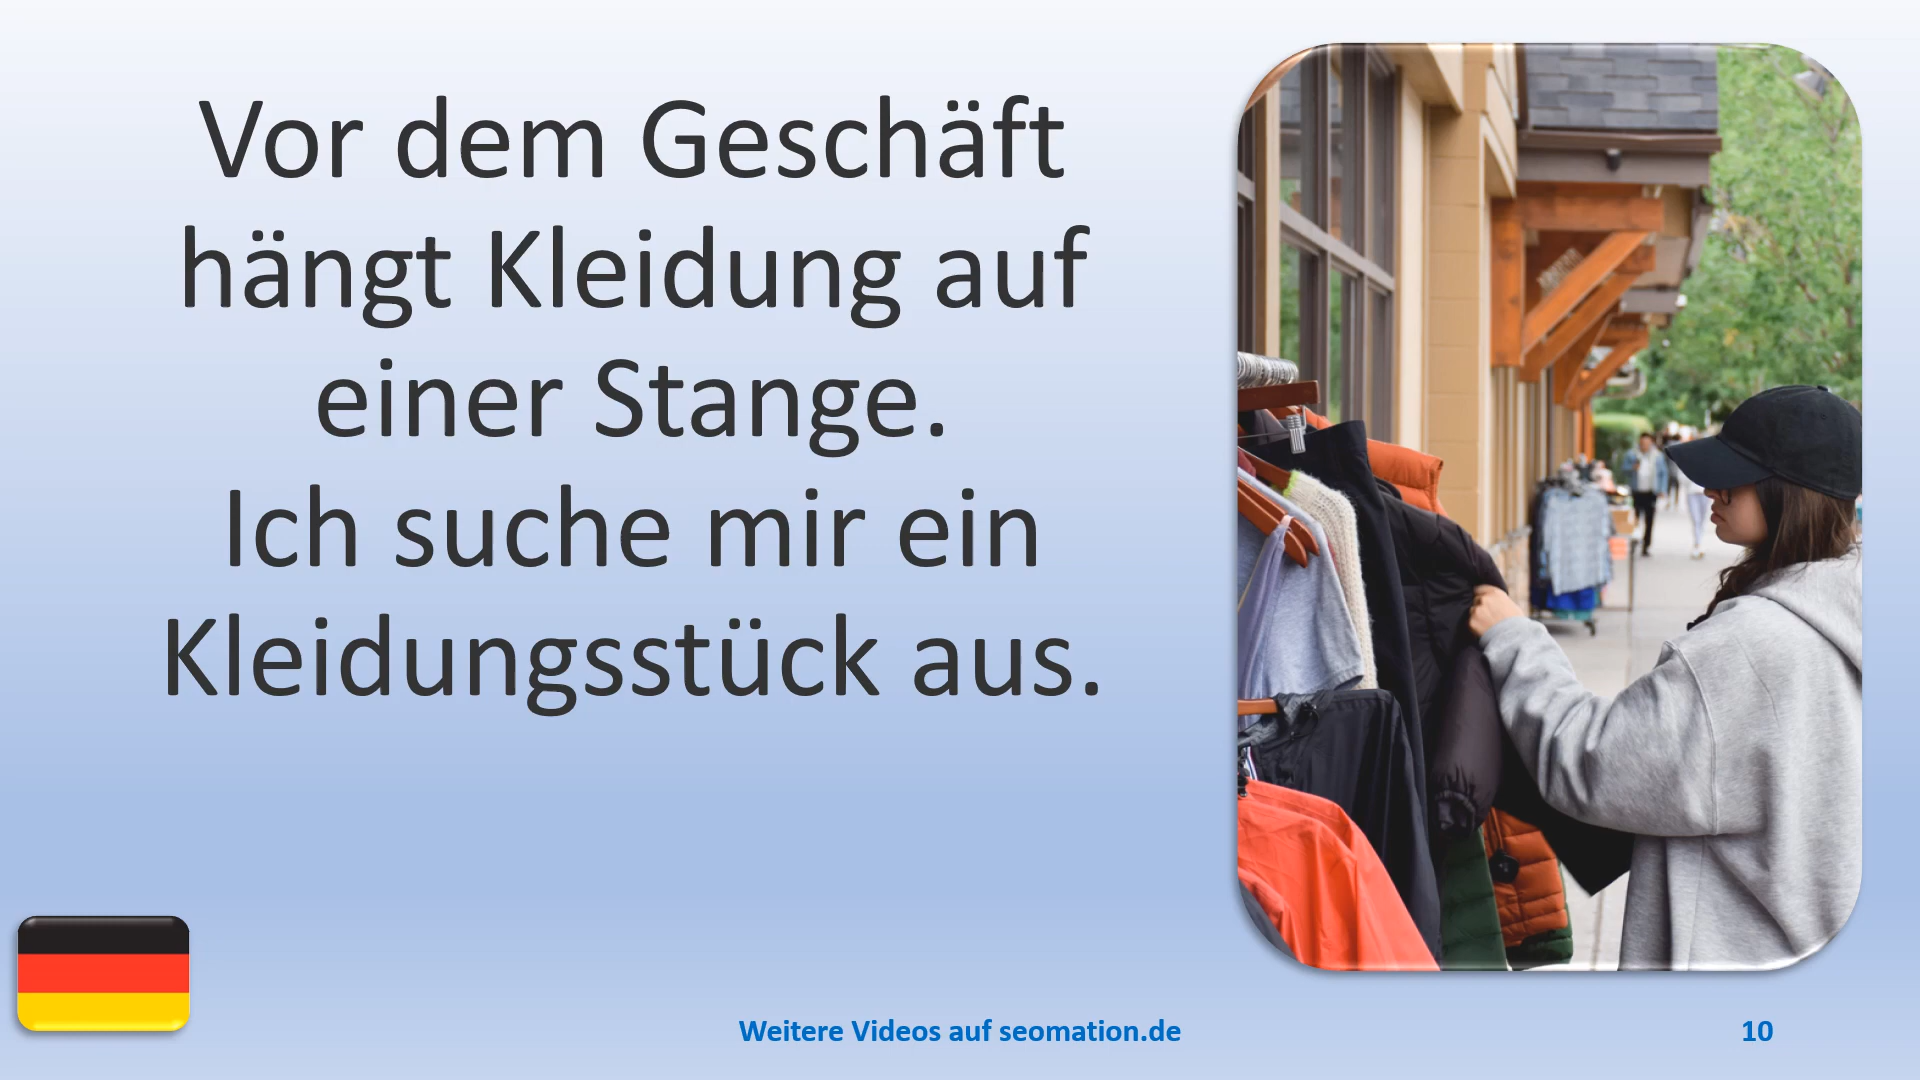 Vor dem Geschäft
hängt Kleidung auf
einer Stange.
Ich suche mir ein
Kleidungsstück aus.
Weitere Videos auf seomation.de
10